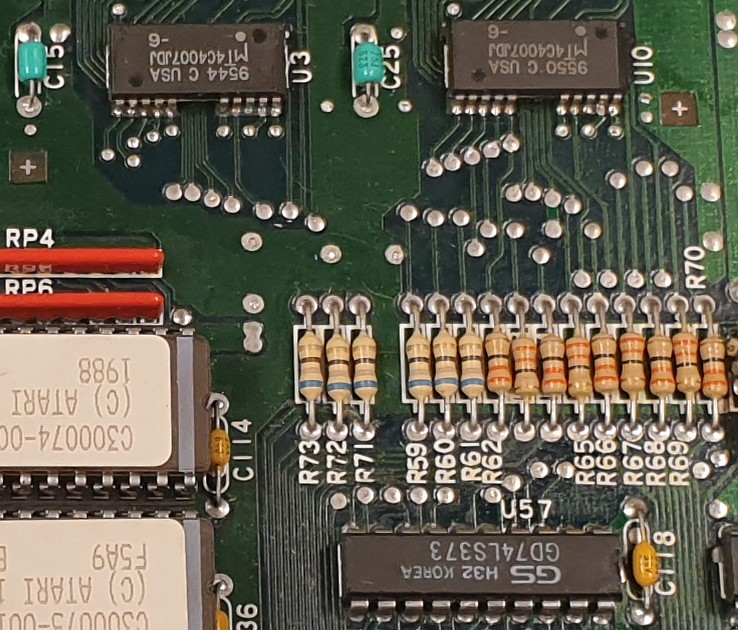 C15
9544 C USA
MT4C4007JDJ
-6
U3
C25
9550 C USA
MT4C4007JDJ
-6
U10
+
+
RP4
RP6
R70
1988
(C) ATARI
C300074-00
C114
R73
R72
R71
R59
R60
R61
R62
R65
R66
R67
R68
R69
U57
GS H32 KOREA
GD74LS373
C118
F5A9
(C) ATARI
C300075-001
36